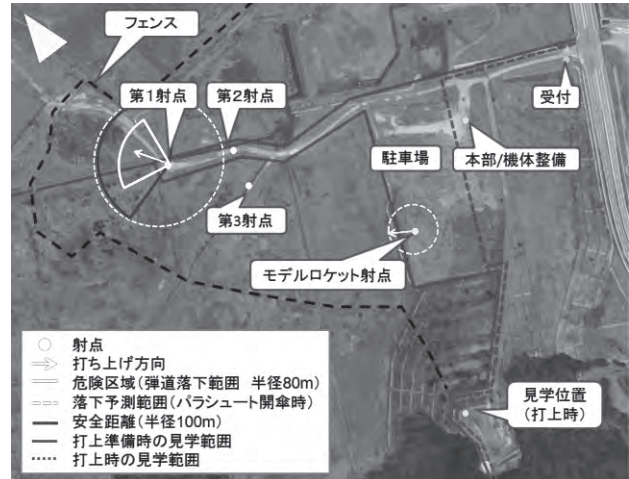 フェンス
第1射点
第2射点
受付
駐車場
本部/機体整備
第3射点
モデルロケット射点
見学位置
(打上時)
射点
打ち上げ方向
危険区域(弾道落下範囲 半径80m)
落下予測範囲(パラシュート開傘時)
安全距離(半径100m)
打上準備時の見学範囲
打上時の見学範囲